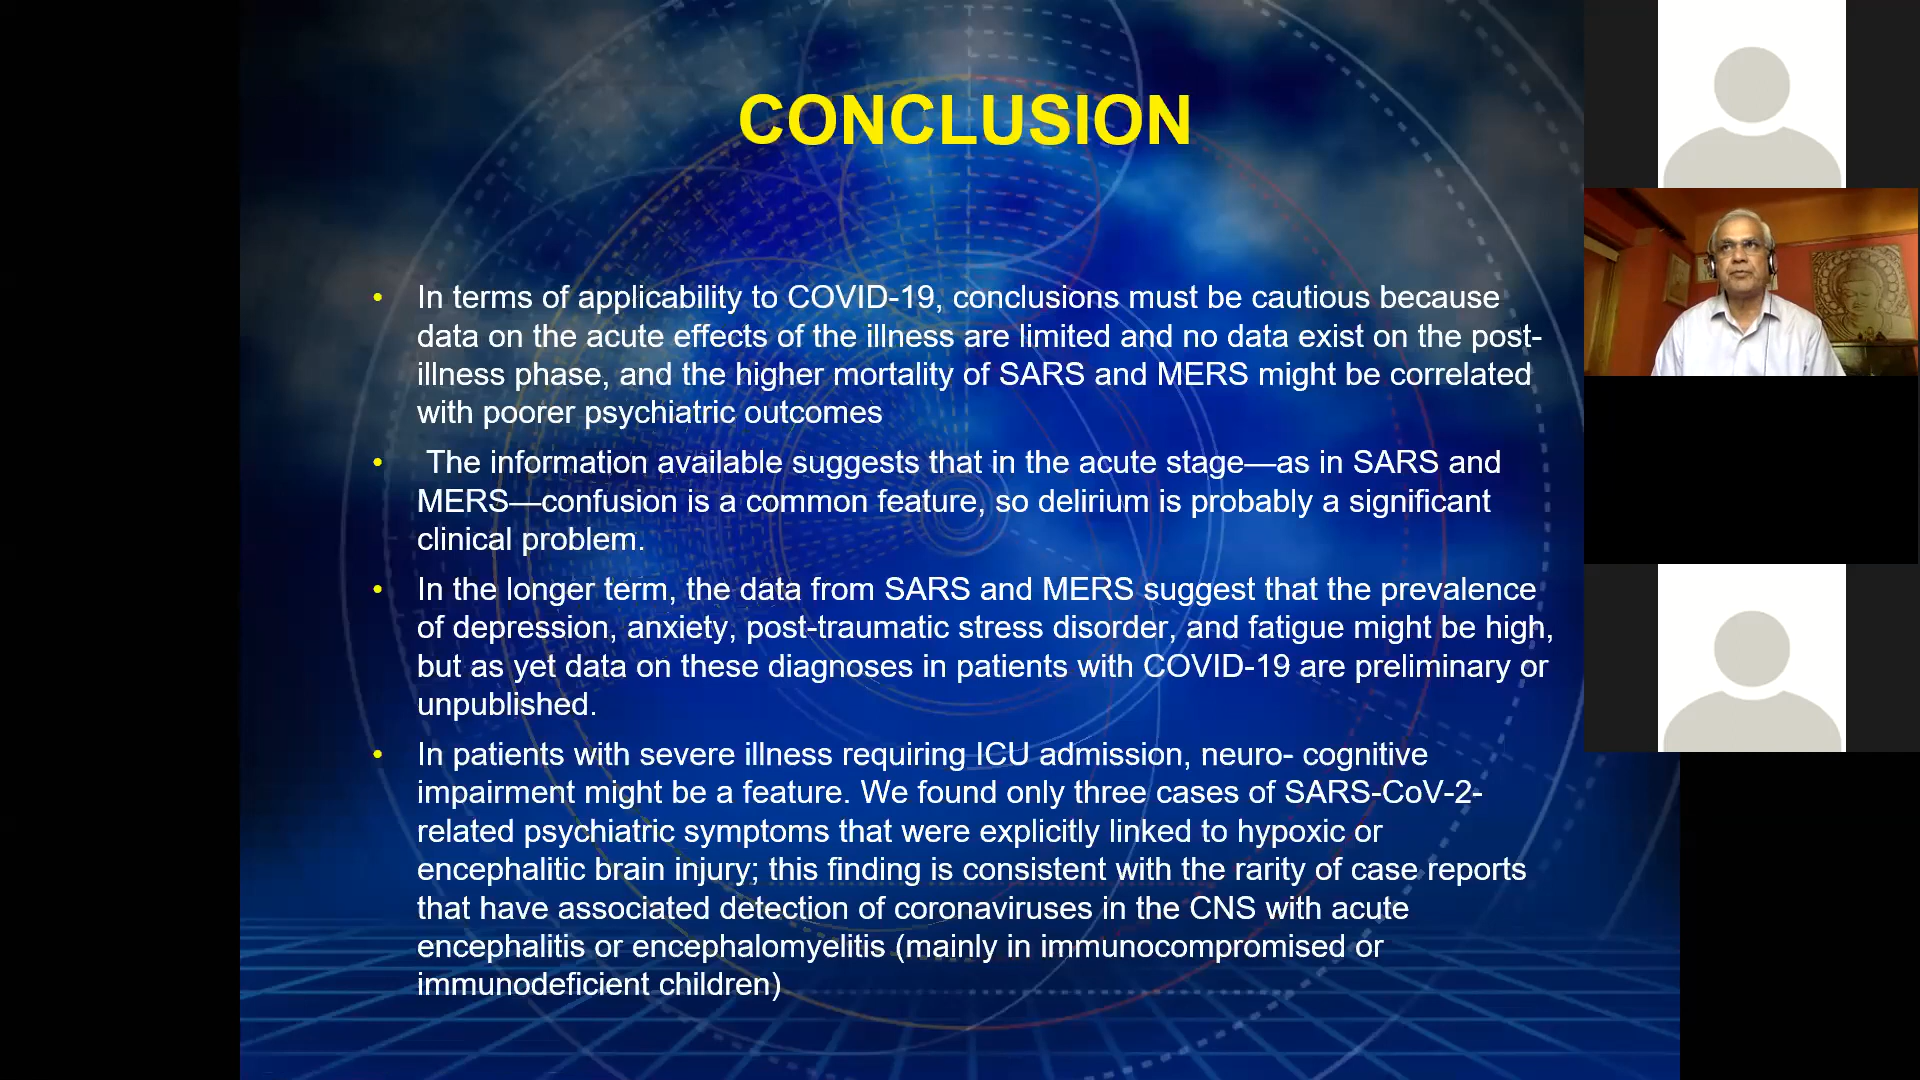 CONCLUSION
• In terms of applicability to COVID-19, conclusions must be cautious because
data on the acute effects of the illness are limited and no data exist on the post-
illness phase, and the higher mortality of SARS and MERS might be correlated
with poorer psychiatric outcomes
• The information available suggests that in the acute stage—as in SARS and
MERS—confusion is a common feature, so delirium is probably a significant
clinical problem.
• In the longer term, the data from SARS and MERS suggest that the prevalence
of depression, anxiety, post-traumatic stress disorder, and fatigue might be high,
but as yet data on these diagnoses in patients with COVID-19 are preliminary or
unpublished.
• In patients with severe illness requiring ICU admission, neuro- cognitive
impairment might be a feature. We found only three cases of SARS-CoV-2-
related psychiatric symptoms that were explicitly linked to hypoxic or
encephalitic brain injury; this finding is consistent with the rarity of case reports
that have associated detection of coronaviruses in the CNS with acute
encephalitis or encephalomyelitis (mainly in immunocompromised or
immunodeficient children)